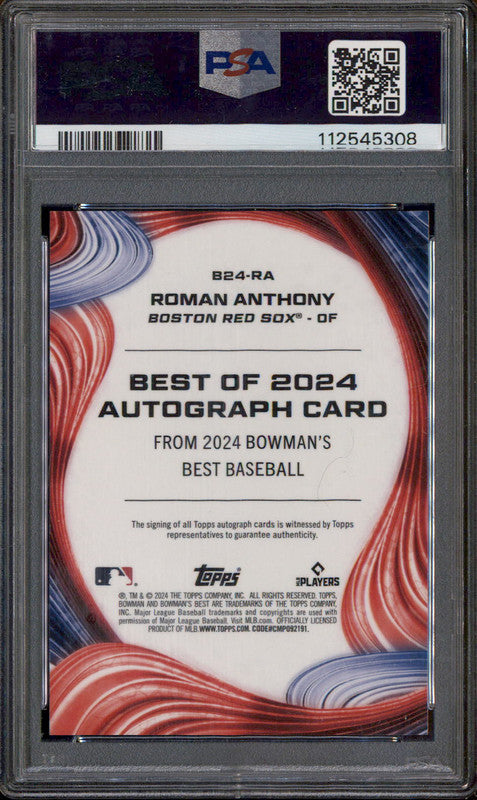 PSA
112545308
B24-RA
ROMAN ANTHONY
BOSTON RED SOX® - OF
BEST OF 2024
AUTOGRAPH CARD
FROM 2024 BOWMAN'S
BEST BASEBALL
The signing of all Topps autograph cards is witnessed by Topps
representatives to guarantee authenticity.
Topps
PLAYERS
®, TM & © 2024 THE TOPPS COMPANY, INC. ALL RIGHTS RESERVED. TOPPS,
BOWMAN AND BOWMAN'S BEST ARE TRADEMARKS OF THE TOPPS COMPANY,
INC. Major League Baseball trademarks and copyrights are used with
permission of Major League Baseball. Visit MLB.com. OFFICIALLY LICENSED
PRODUCT OF MLB. WWW.TOPPS.COM. CODE#CMP092191.